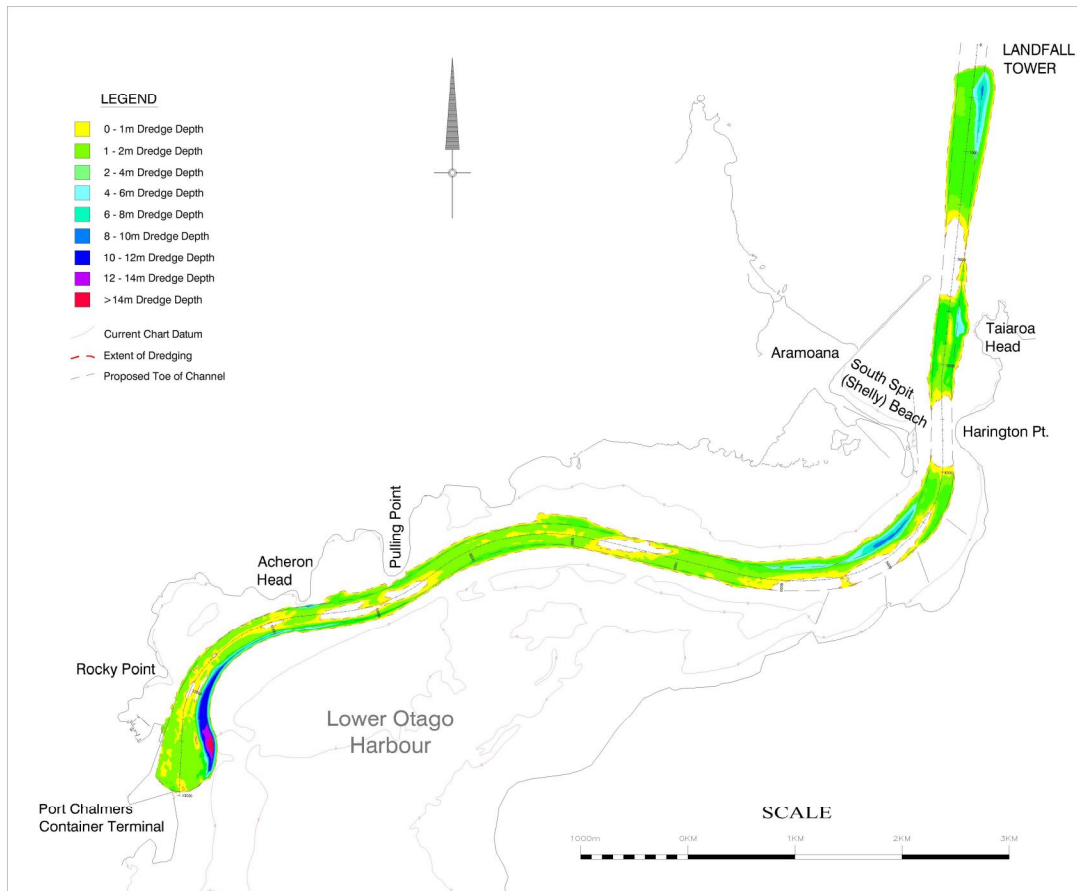 LANDFALL
TOWER
LEGEND
0 - 1m Dredge Depth
1 - 2m Dredge Depth
2 - 4m Dredge Depth
4 - 6m Dredge Depth
6 - 8m Dredge Depth
8 - 10m Dredge Depth
10 - 12m Dredge Depth
12 - 14m Dredge Depth
>14m Dredge Depth
Current Chart Datum
Extent of Dredging
Proposed Toe of Channel
Taiaroa
Head
Aramoana
South Spit
(Shelly) Beach
Harington Pt.
Pulling Point
Acheron
Head
Rocky Point
Lower Otago
Harbour
Port Chalmers
Container Terminal
SCALE
1000m 0KM 1KM 2KM 3KM